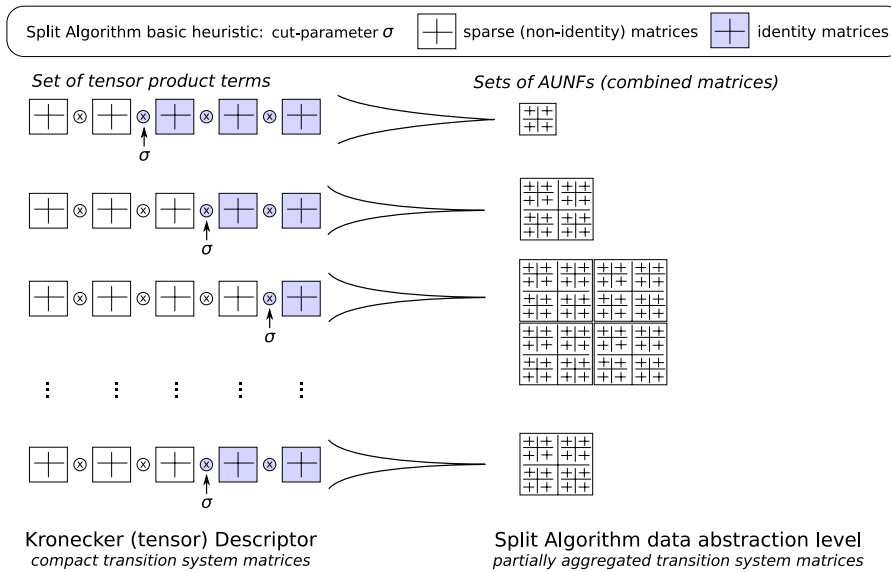 Split Algorithm basic heuristic: cut-parameter σ sparse (non-identity) matrices identity matrices
Set of tensor product terms
Sets of AUNFs (combined matrices)
x x x x
σ
x x x x
σ
x x x x
σ
x x x x
σ
Kronecker (tensor) Descriptor
compact transition system matrices
Split Algorithm data abstraction level
partially aggregated transition system matrices